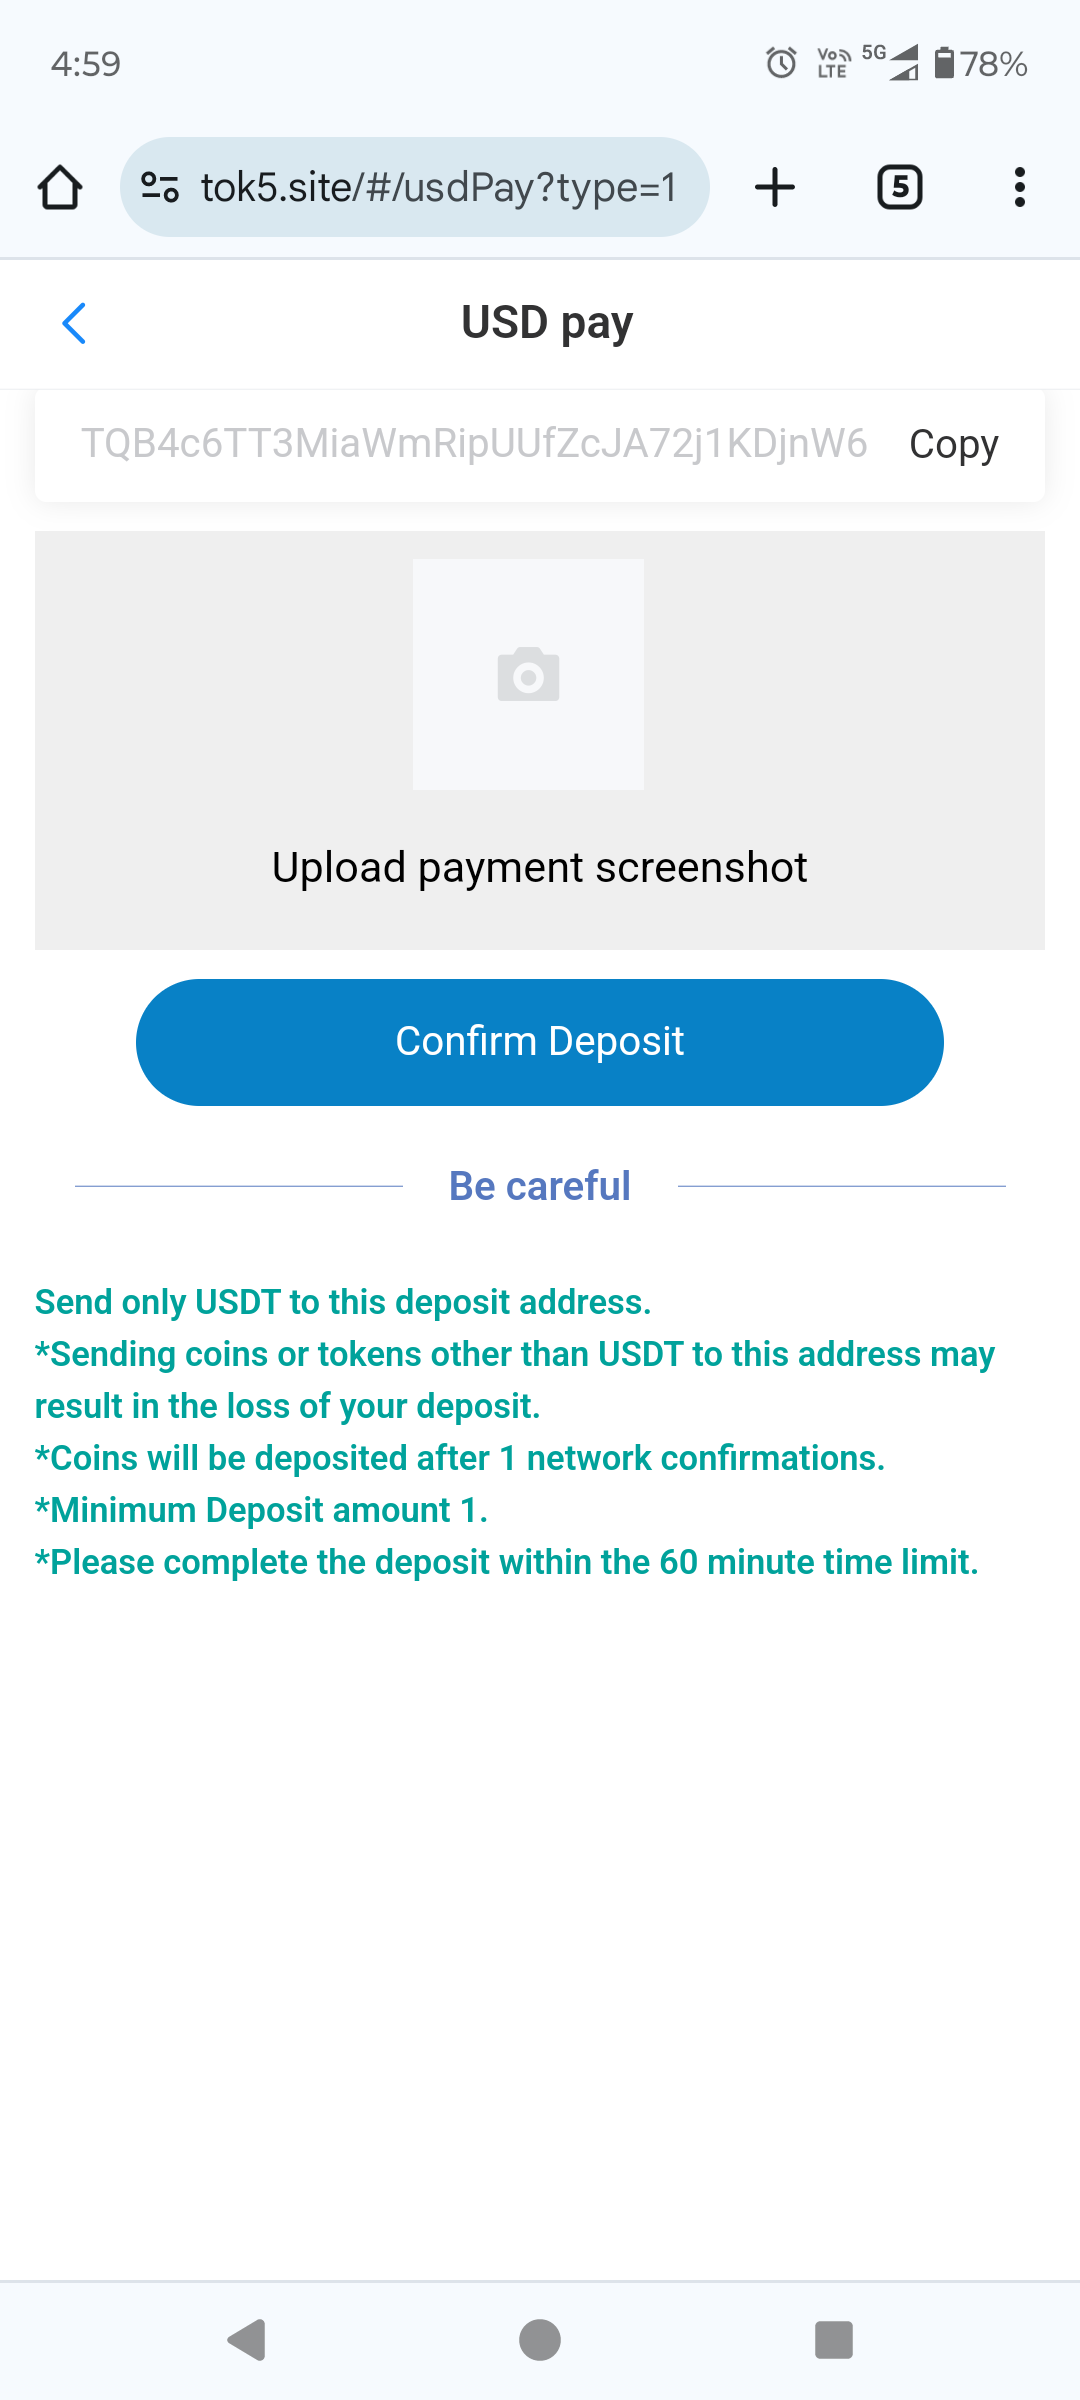 4:59
Vo LTE 5G 78%
tok5.site/#/usdPay?type=1
5
USD pay
TQB4c6TT3MiaWmRipUUfZcJA72j1KDjnW6 Copy
Upload payment screenshot
Confirm Deposit
Be careful
Send only USDT to this deposit address.
*Sending coins or tokens other than USDT to this address may
result in the loss of your deposit.
*Coins will be deposited after 1 network confirmations.
*Minimum Deposit amount 1.
*Please complete the deposit within the 60 minute time limit.